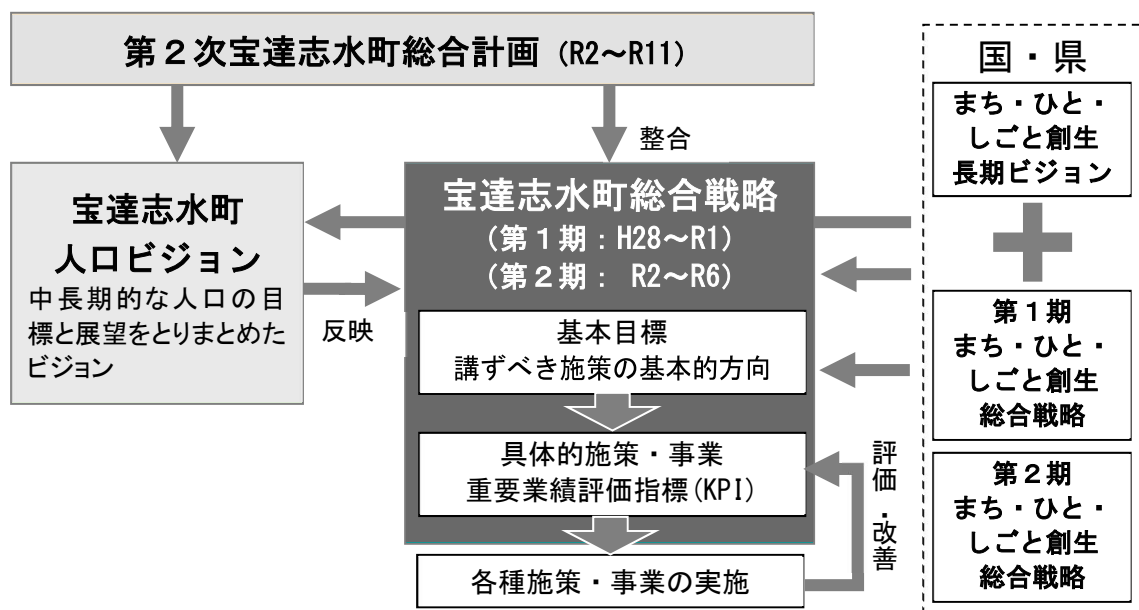 第２次宝達志水町総合計画（R2～R11）
整合
宝達志水町
人口ビジョン
中長期的な人口の目
標と展望をとりまとめた
ビジョン
反映
宝達志水町総合戦略
（第１期：H28～R1）
（第２期： R2～R6）
基本目標
講ずべき施策の基本的方向
具体的施策・事業
重要業績評価指標(KPI)
各種施策・事業の実施
評価・改善
国・県
まち・ひと・
しごと創生
長期ビジョン
第１期
まち・ひと・
しごと創生
総合戦略
第２期
まち・ひと・
しごと創生
総合戦略